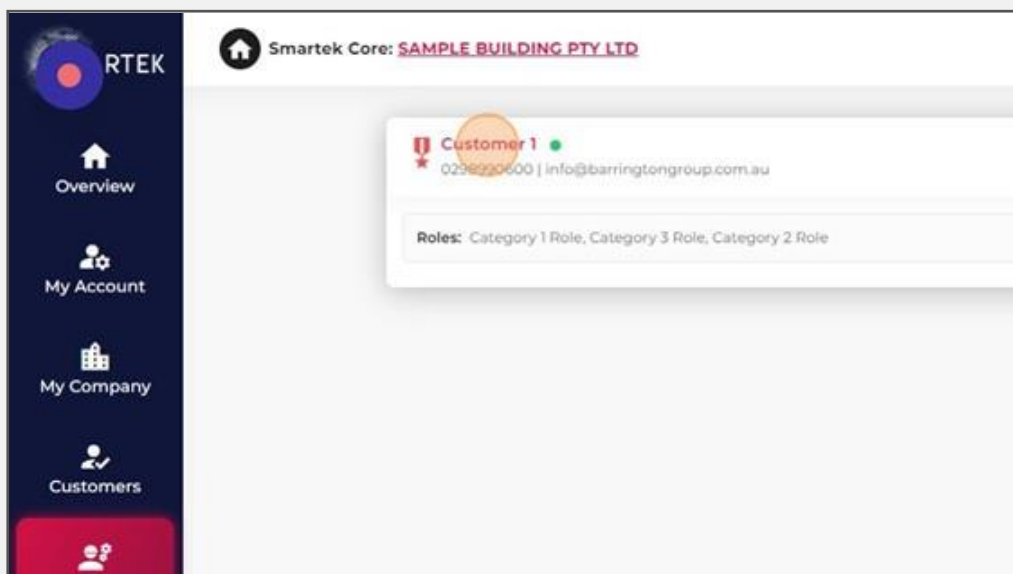 RTEK
Smartek Core: SAMPLE BUILDING PTY LTD
Overview
My Account
My Company
Customers
Customer 1
0298990600 | info@barringtongroup.com.au
Roles: Category 1 Role, Category 3 Role, Category 2 Role